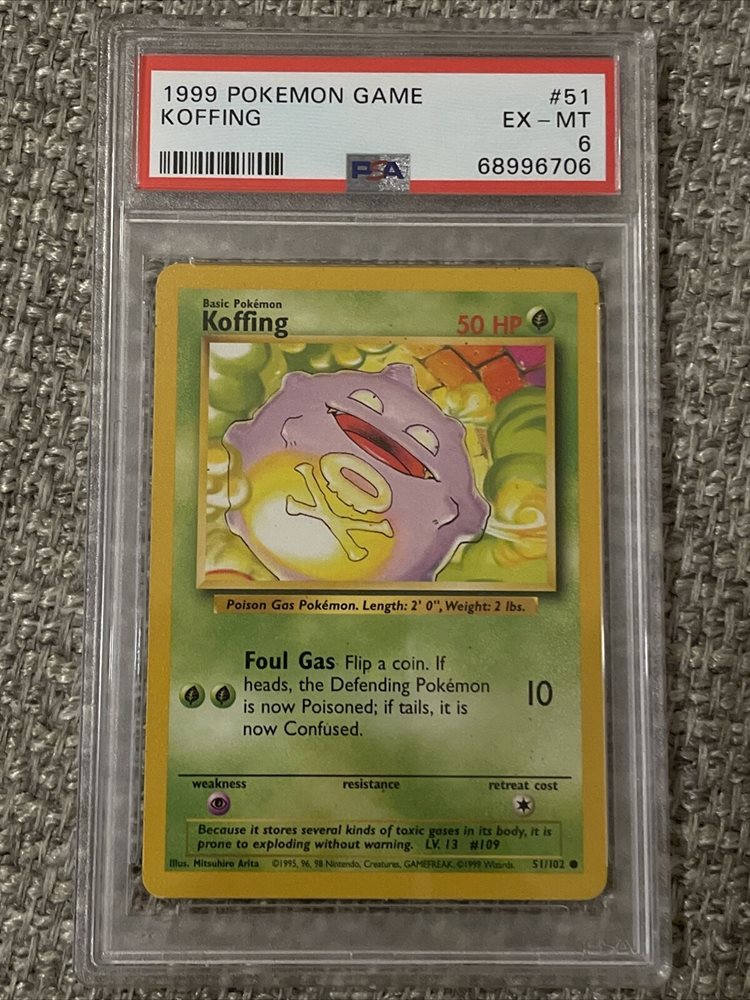 1999 POKEMON GAME #51
KOFFING EX – MT
6
PSA 68996706
Basic Pokémon
Koffing 50 HP
Poison Gas Pokémon. Length: 2' 0", Weight: 2 lbs.
Foul Gas Flip a coin. If
heads, the Defending Pokémon 10
is now Poisoned; if tails, it is
now Confused.
weakness resistance retreat cost
Because it stores several kinds of toxic gases in its body, it is
prone to exploding without warning. LV. 13 #109
Illus. Mitsuhiro Arita ©1995, 96, 98 Nintendo, Creatures, GAMEFREAK. ©1999 Wizards. 51/102